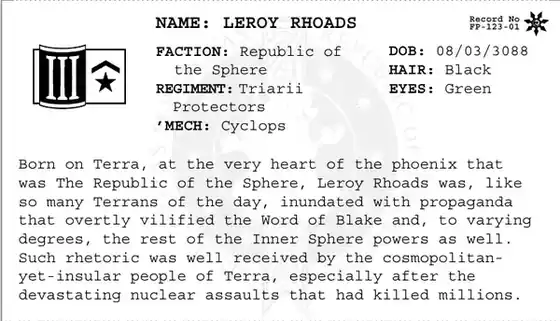 NAME: LEROY RHOADS
Record No
FP-123-01
FACTION: Republic of
the Sphere
REGIMENT: Triarii
Protectors
'MECH: Cyclops
DOB: 08/03/3088
HAIR: Black
EYES: Green
III
Born on Terra, at the very heart of the phoenix that
was The Republic of the Sphere, Leroy Rhoads was, like
so many Terrans of the day, inundated with propaganda
that overtly vilified the Word of Blake and, to varying
degrees, the rest of the Inner Sphere powers as well.
Such rhetoric was well received by the cosmopolitan-
yet-insular people of Terra, especially after the
devastating nuclear assaults that had killed millions.